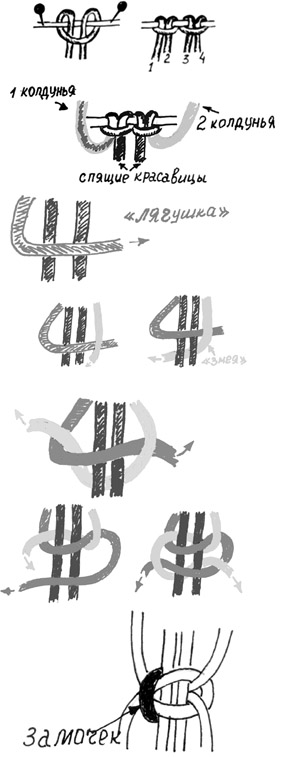 1 2 3 4
1 колдунья
2 колдунья
спящие красавицы
«лягушка»
«змея»
Замочек